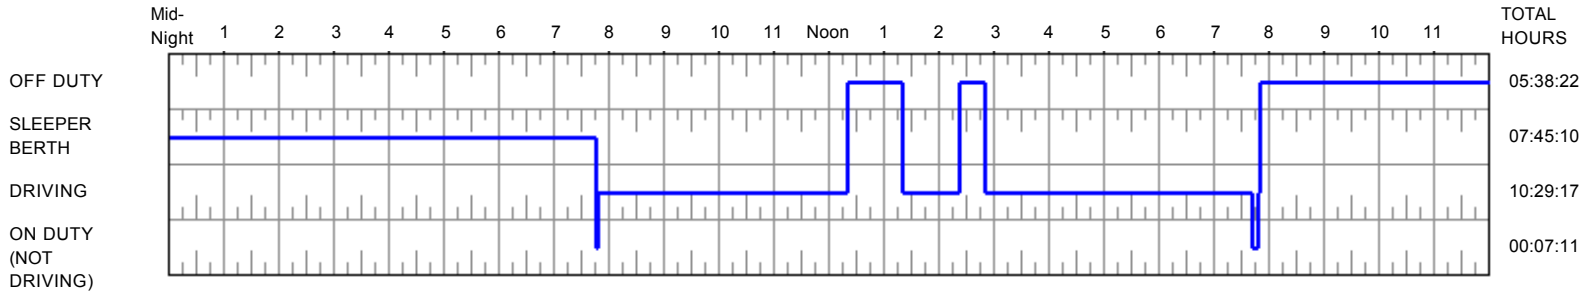 Mid-
Night 1 2 3 4 5 6 7 8 9 10 11 Noon 1 2 3 4 5 6 7 8 9 10 11
TOTAL
HOURS
OFF DUTY 05:38:22
SLEEPER
BERTH 07:45:10
DRIVING 10:29:17
ON DUTY
(NOT
DRIVING) 00:07:11